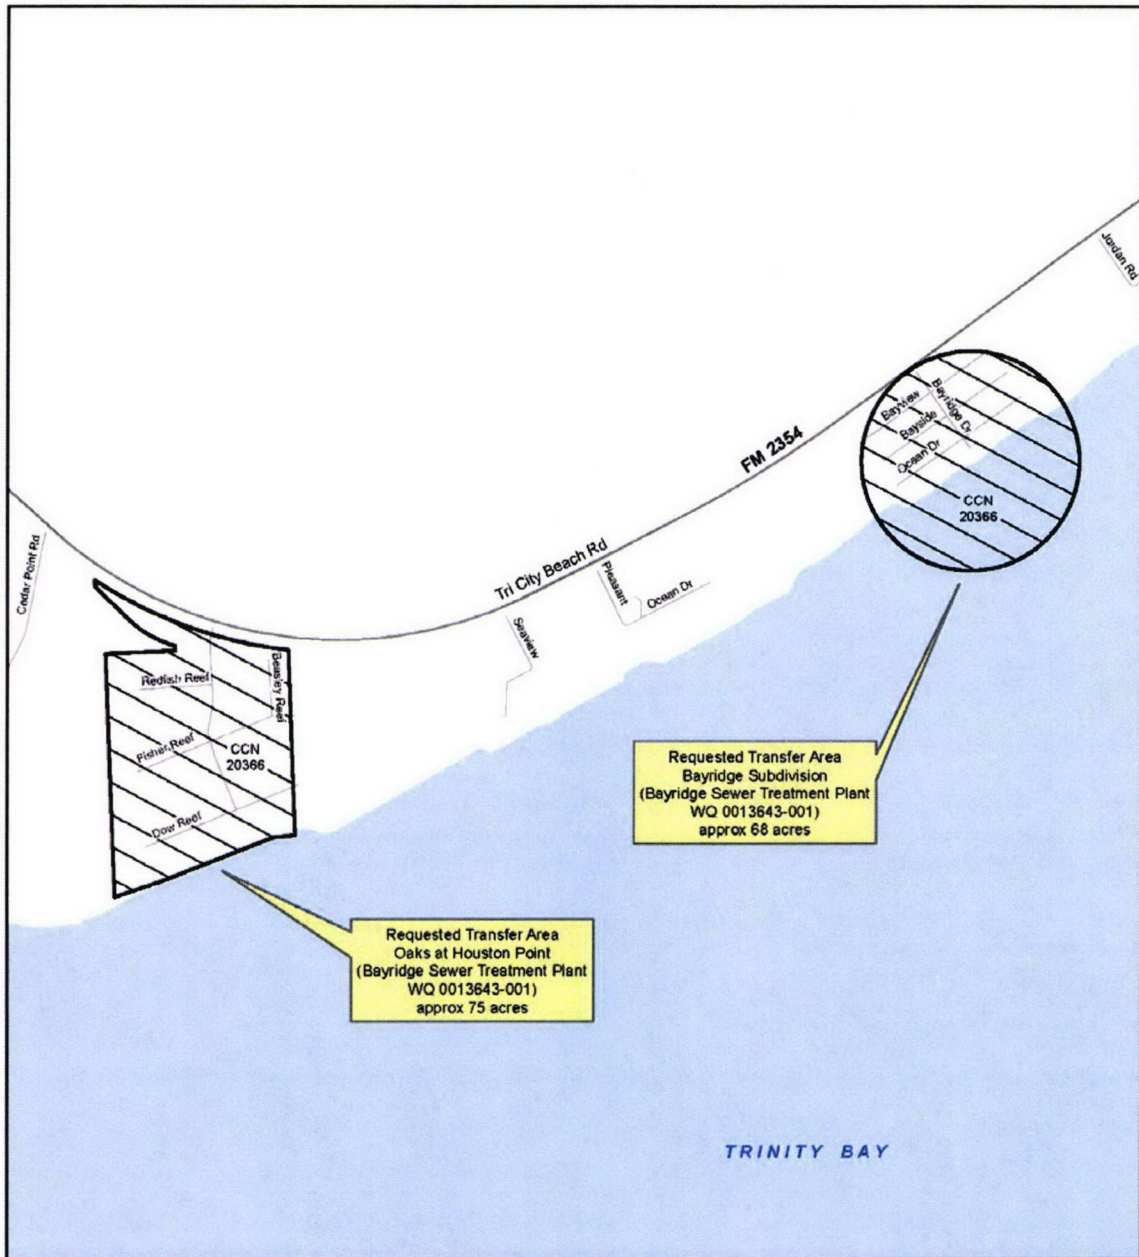 Jordan Rd
Bayview
Bayridge Dr
Bayside
Ocean Dr
FM 2354
CCN
20366
Cedar Point Rd
Tri City Beach Rd
Pleasant
Ocean Dr
Seaview
Redfish Reef
Beasley Reef
Fisher Reef
CCN
20366
Dow Reef
Requested Transfer Area
Bayridge Subdivision
(Bayridge Sewer Treatment Plant
WQ 0013643-001)
approx 68 acres
Requested Transfer Area
Oaks at Houston Point
(Bayridge Sewer Treatment Plant
WQ 0013643-001)
approx 75 acres
TRINITY BAY